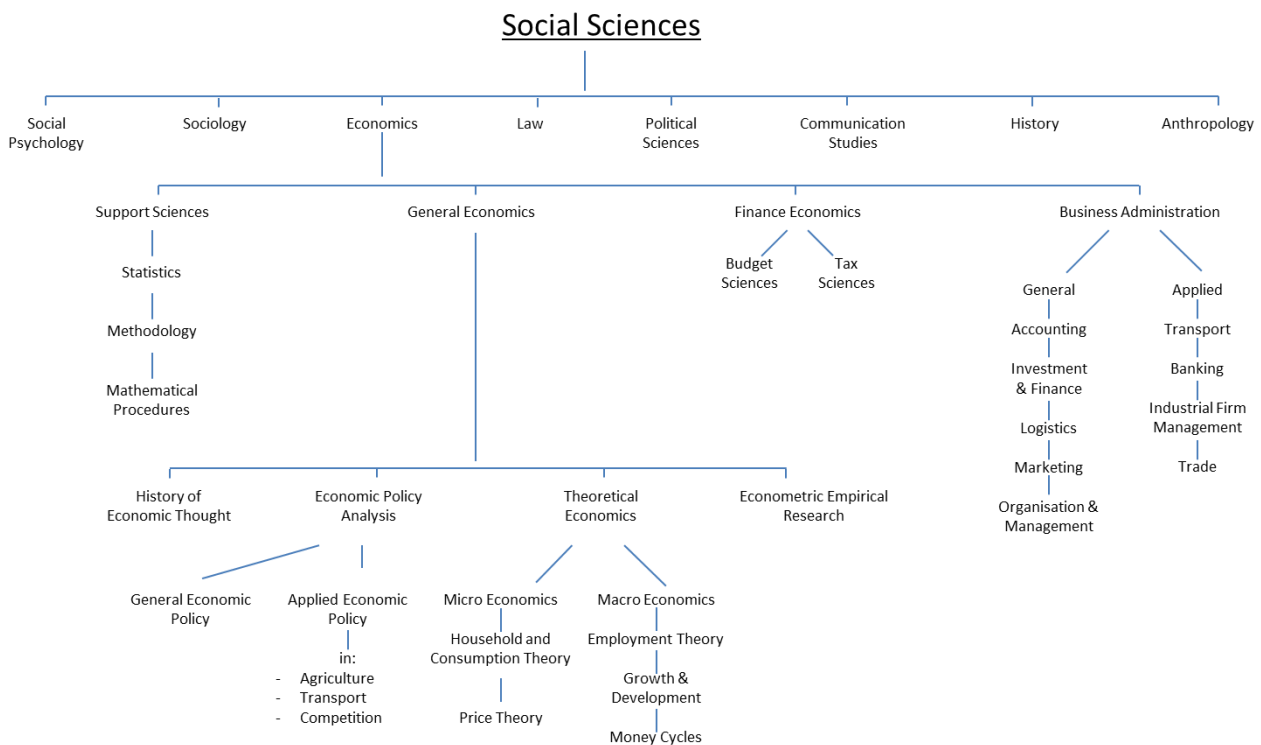 Social Sciences
Social
Psychology
Sociology
Economics
Law
Political
Sciences
Communication
Studies
History
Anthropology
Support Sciences
General Economics
Finance Economics
Business Administration
Statistics
Methodology
Mathematical
Procedures
Budget
Sciences
Tax
Sciences
General
Accounting
Investment
& Finance
Logistics
Marketing
Organisation &
Management
Applied
Transport
Banking
Industrial Firm
Management
Trade
History of
Economic Thought
Economic Policy
Analysis
Theoretical
Economics
Econometric Empirical
Research
General Economic
Policy
Applied Economic
Policy
in:
- Agriculture
- Transport
- Competition
Micro Economics
Household and
Consumption Theory
Price Theory
Macro Economics
Employment Theory
Growth &
Development
Money Cycles